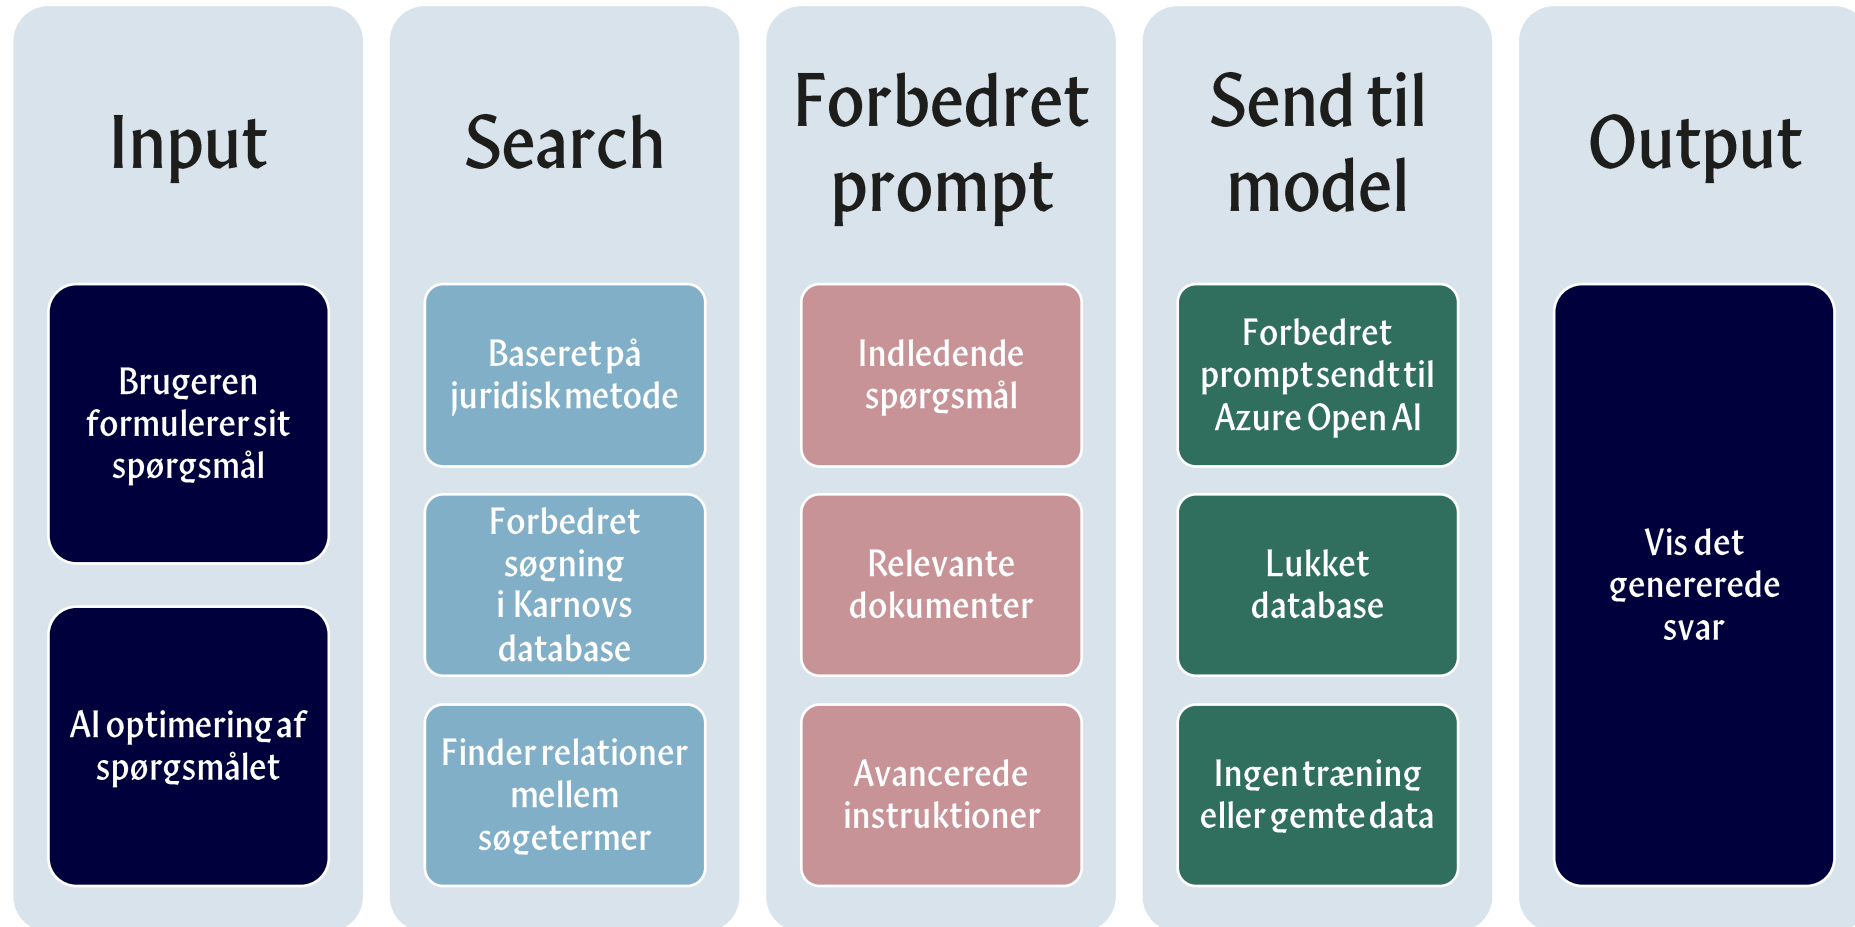 Input
Brugeren
formulerer sit
spørgsmål
AI optimering af
spørgsmålet
Search
Baseret på
juridisk metode
Forbedret
søgning
i Karnovs
database
Finder relationer
mellem
søgetermer
Forbedret
prompt
Indledende
spørgsmål
Relevante
dokumenter
Avancerede
instruktioner
Send til
model
Forbedret
prompt sendt til
Azure Open AI
Lukket
database
Ingen træning
eller gemte data
Output
Vis det
genererede
svar